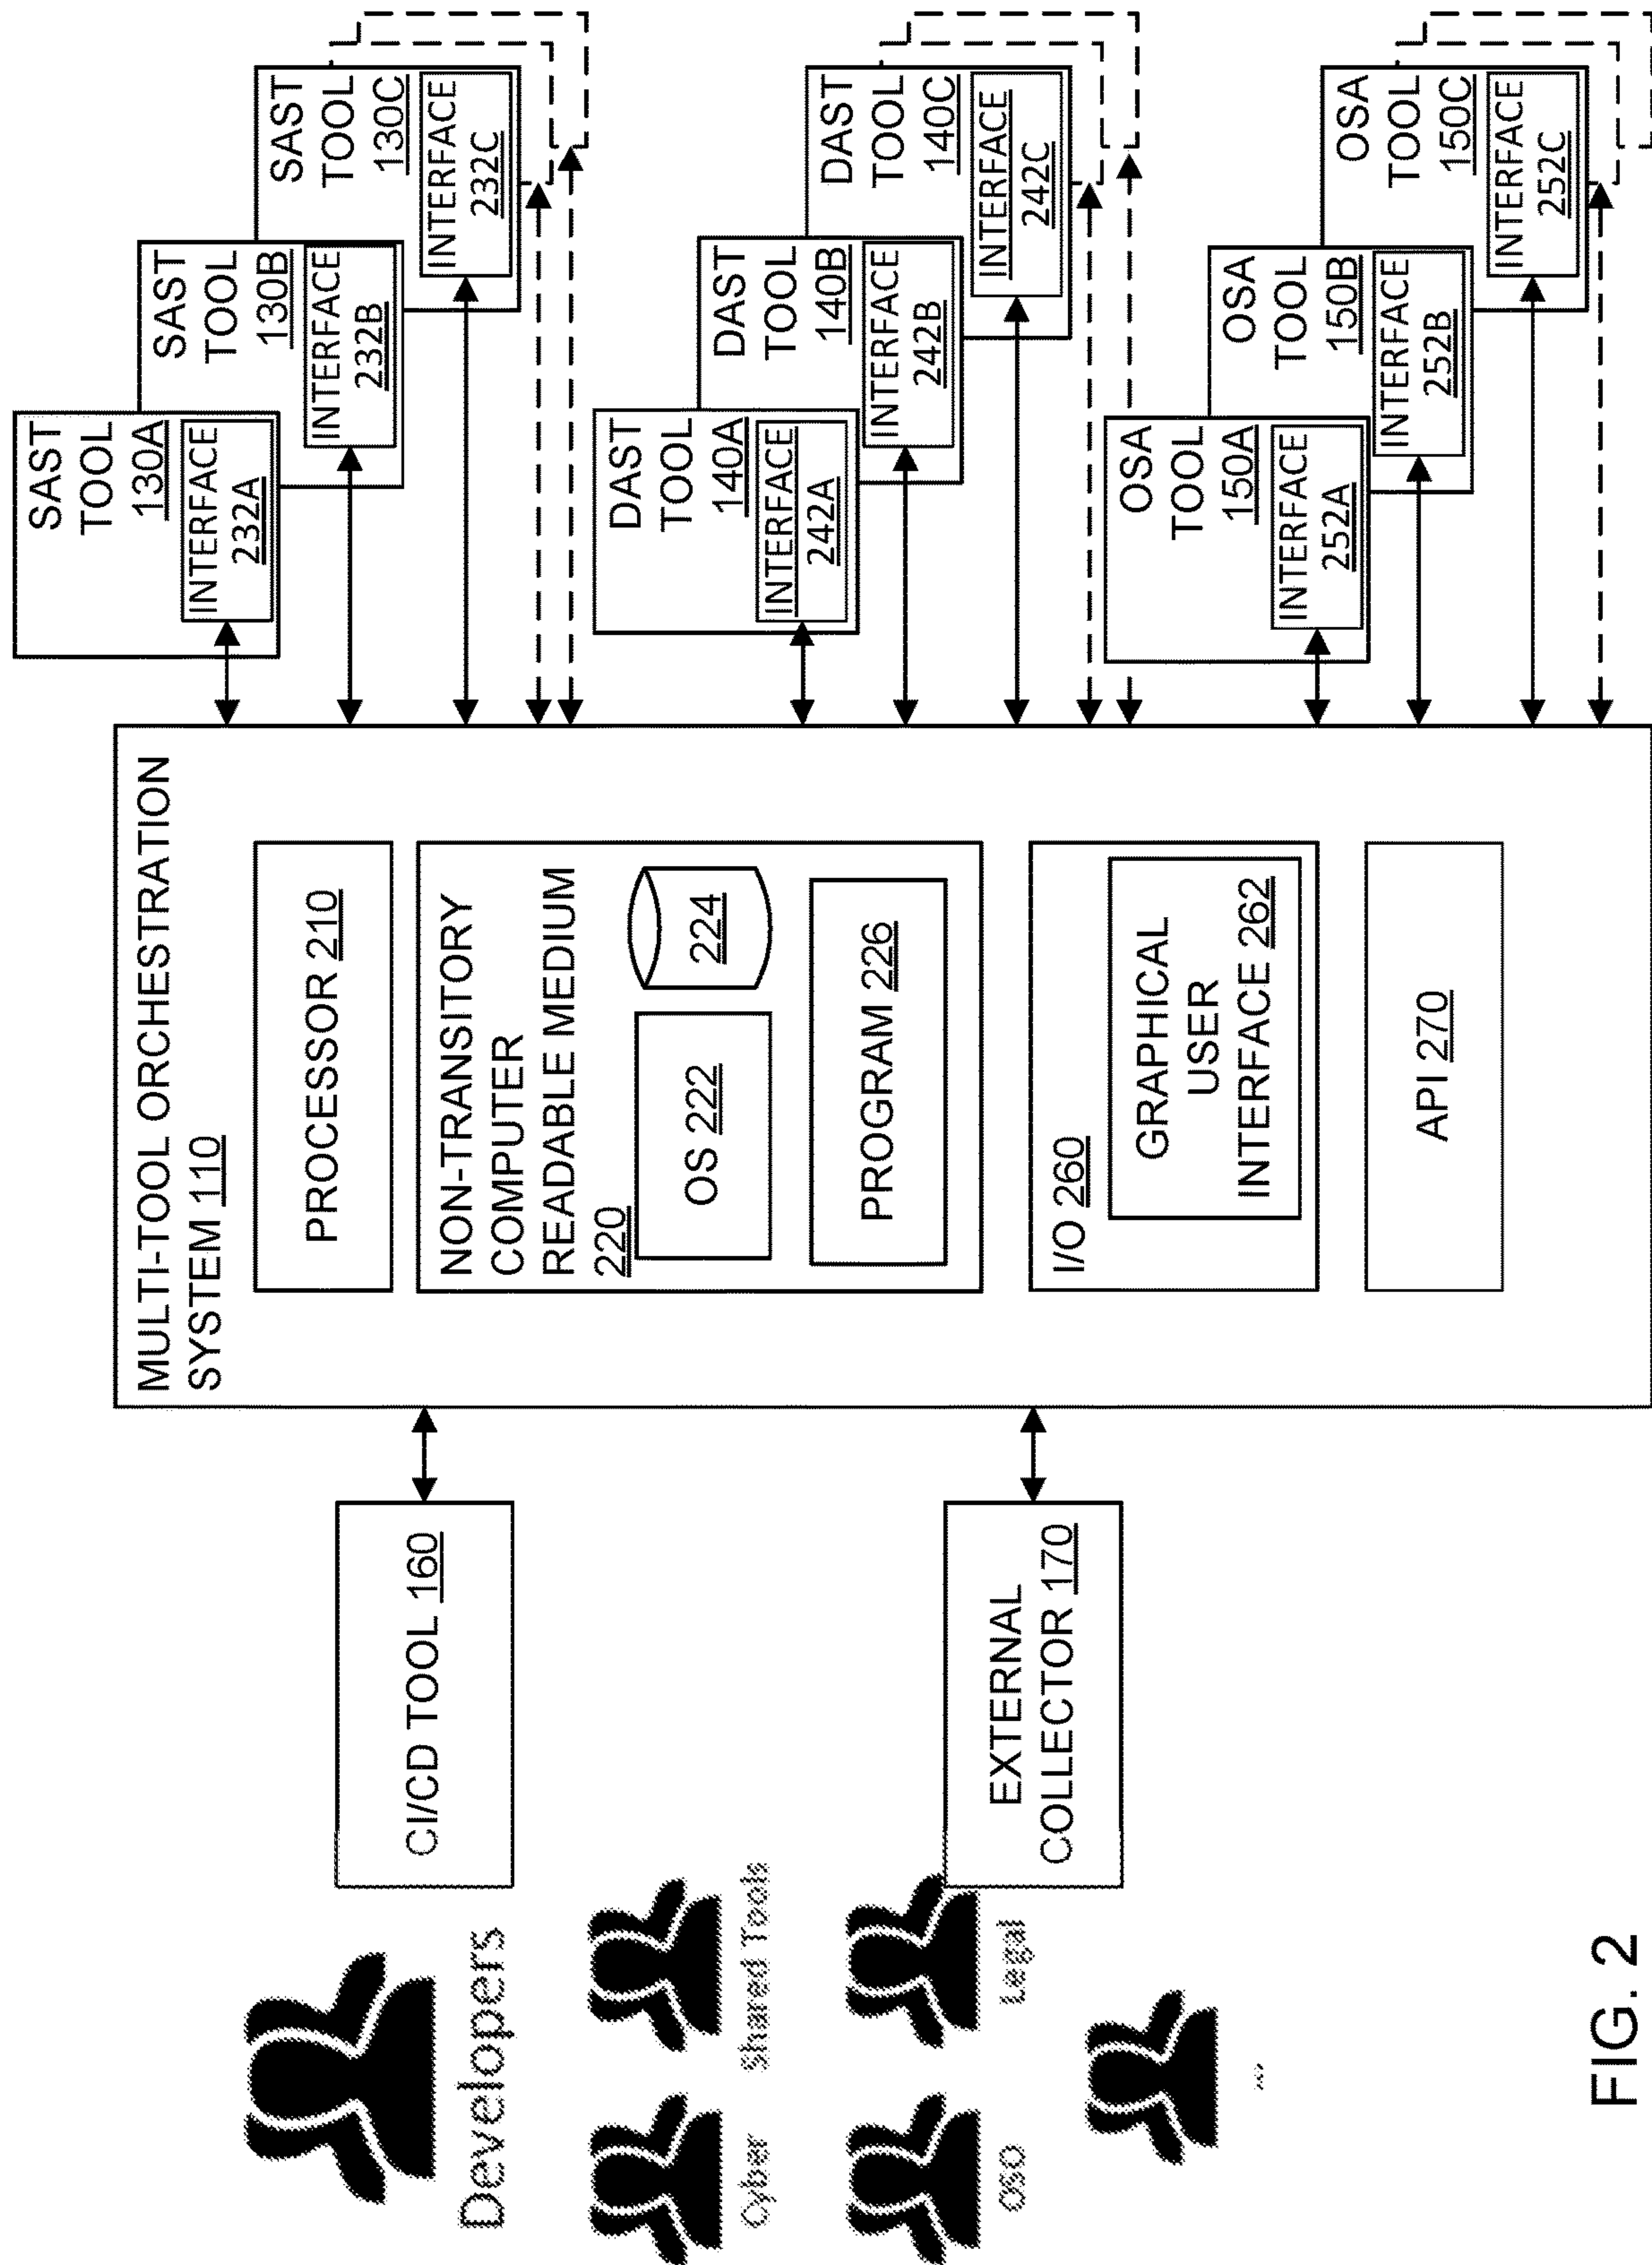 Developers
Cyber
Shared Tools
OSO
Legal
...
CI/CD TOOL 160
EXTERNAL
COLLECTOR 170
MULTI-TOOL ORCHESTRATION
SYSTEM 110
PROCESSOR 210
NON-TRANSITORY
COMPUTER
READABLE MEDIUM
220
OS 222
224
PROGRAM 226
I/O 260
GRAPHICAL
USER
INTERFACE 262
API 270
SAST
TOOL
130A
INTERFACE
232A
SAST
TOOL
130B
INTERFACE
232B
SAST
TOOL
130C
INTERFACE
232C
DAST
TOOL
140A
INTERFACE
242A
DAST
TOOL
140B
INTERFACE
242B
DAST
TOOL
140C
INTERFACE
242C
OSA
TOOL
150A
INTERFACE
252A
OSA
TOOL
150B
INTERFACE
252B
OSA
TOOL
150C
INTERFACE
252C
FIG. 2